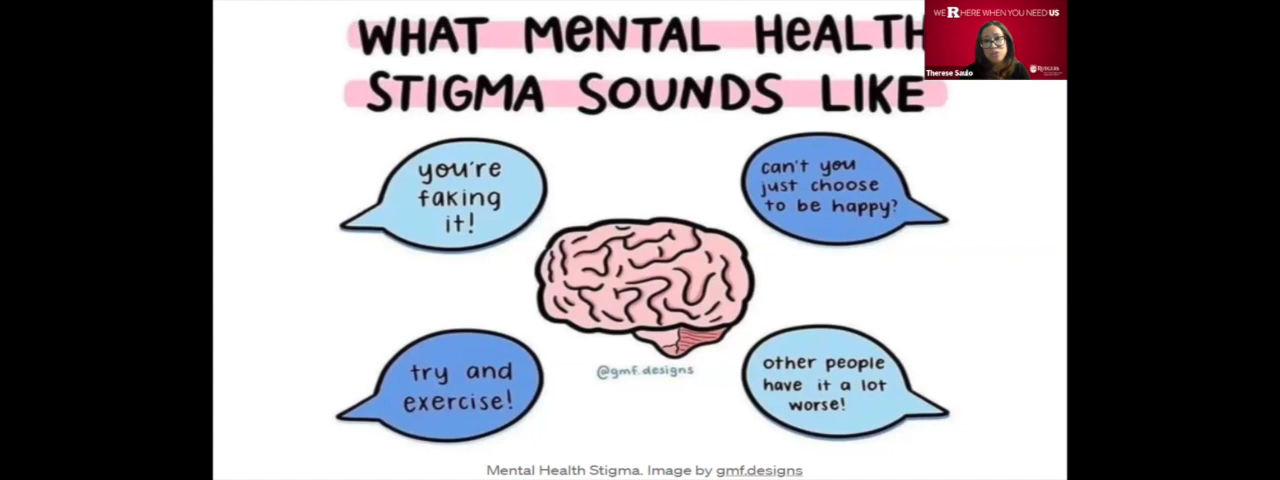 WHAT MENTAL HEALTH
STIGMA SOUNDS LIKE
WE R HERE WHEN YOU NEED US
Therese Saulo
RUTGERS
you're
faking
it!
can't you
just choose
to be happy?
try and
exercise!
@gmf.designs
other people
have it a lot
worse!
Mental Health Stigma. Image by gmf.designs